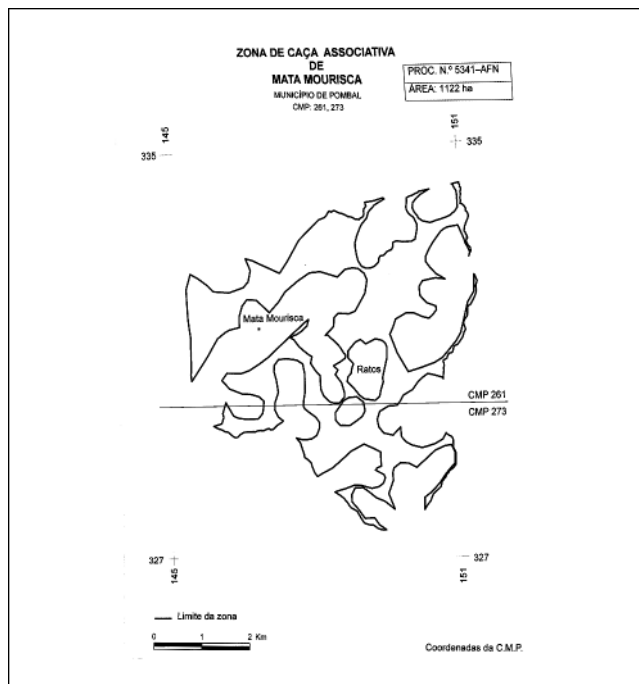 ZONA DE CAÇA ASSOCIATIVA
DE
MATA MOURISCA
MUNICÍPIO DE POMBAL
CMP: 261, 273
PROC. N.º 5341–AFN
ÁREA: 1122 ha
145
151
335
335
Mata Mourisca
Ratos
CMP 261
CMP 273
327
327
145
151
Limite da zona
0 1 2 Km
Coordenadas da C.M.P.